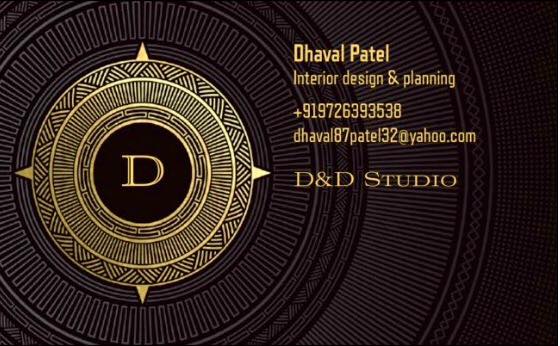 Dhaval Patel
Interior design & planning
+919726393538
dhaval87patel32@yahoo.com
D
D&D STUDIO